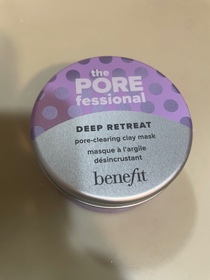 the
PORE
fessional
DEEP RETREAT
pore-clearing clay mask
masque à l'argile
désincrustant
benefit